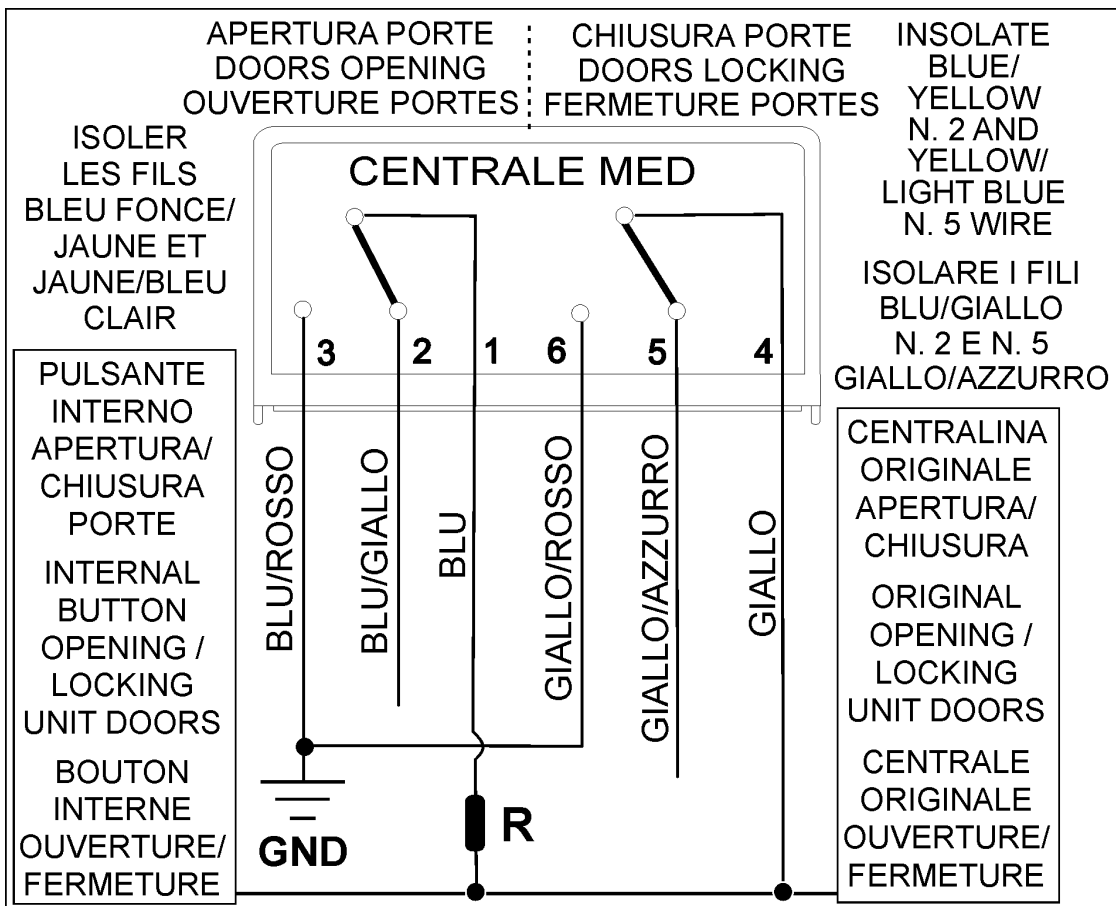 APERTURA PORTE
DOORS OPENING
OUVERTURE PORTES
CHIUSURA PORTE
DOORS LOCKING
FERMETURE PORTES
INSOLATE
BLUE/
YELLOW
N. 2 AND
YELLOW/
LIGHT BLUE
N. 5 WIRE
ISOLER
LES FILS
BLEU FONCE/
JAUNE ET
JAUNE/BLEU
CLAIR
CENTRALE MED
ISOLARE I FILI
BLU/GIALLO
N. 2 E N. 5
GIALLO/AZZURRO
3 2 1 6 5 4
PULSANTE
INTERNO
APERTURA/
CHIUSURA
PORTE
INTERNAL
BUTTON
OPENING /
LOCKING
UNIT DOORS
BOUTON
INTERNE
OUVERTURE/
FERMETURE
BLU/ROSSO
BLU/GIALLO
BLU
GIALLO/ROSSO
GIALLO/AZZURRO
GIALLO
GND
R
CENTRALINA
ORIGINALE
APERTURA/
CHIUSURA
ORIGINAL
OPENING /
LOCKING
UNIT DOORS
CENTRALE
ORIGINALE
OUVERTURE/
FERMETURE